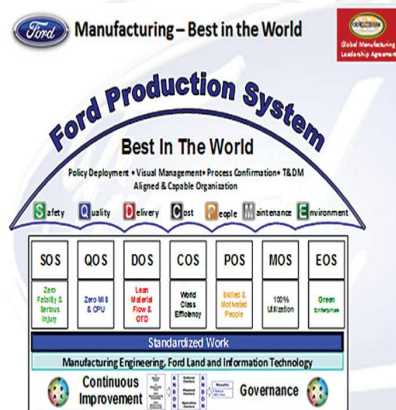 Ford
Manufacturing – Best in the World
Global Manufacturing
Leadership Agreement
Ford Production System
Best In The World
Policy Deployment • Visual Management• Process Confirmation• T&DM
Aligned & Capable Organization
Safety Quality Delivery Cost People Maintenance Environment
SOS QOS DOS COS POS MOS EOS
Zero
Fatality &
Serious
Injury
Zero MIS
& CPU
Lean
Material
Flow &
OTD
World
Class
Efficiency
Skilled &
Motivated
People
100%
Utilization
Green
Enterprise
Standardized Work
Manufacturing Engineering, Ford Land and Information Technology
Continuous
Improvement
Results
Governance